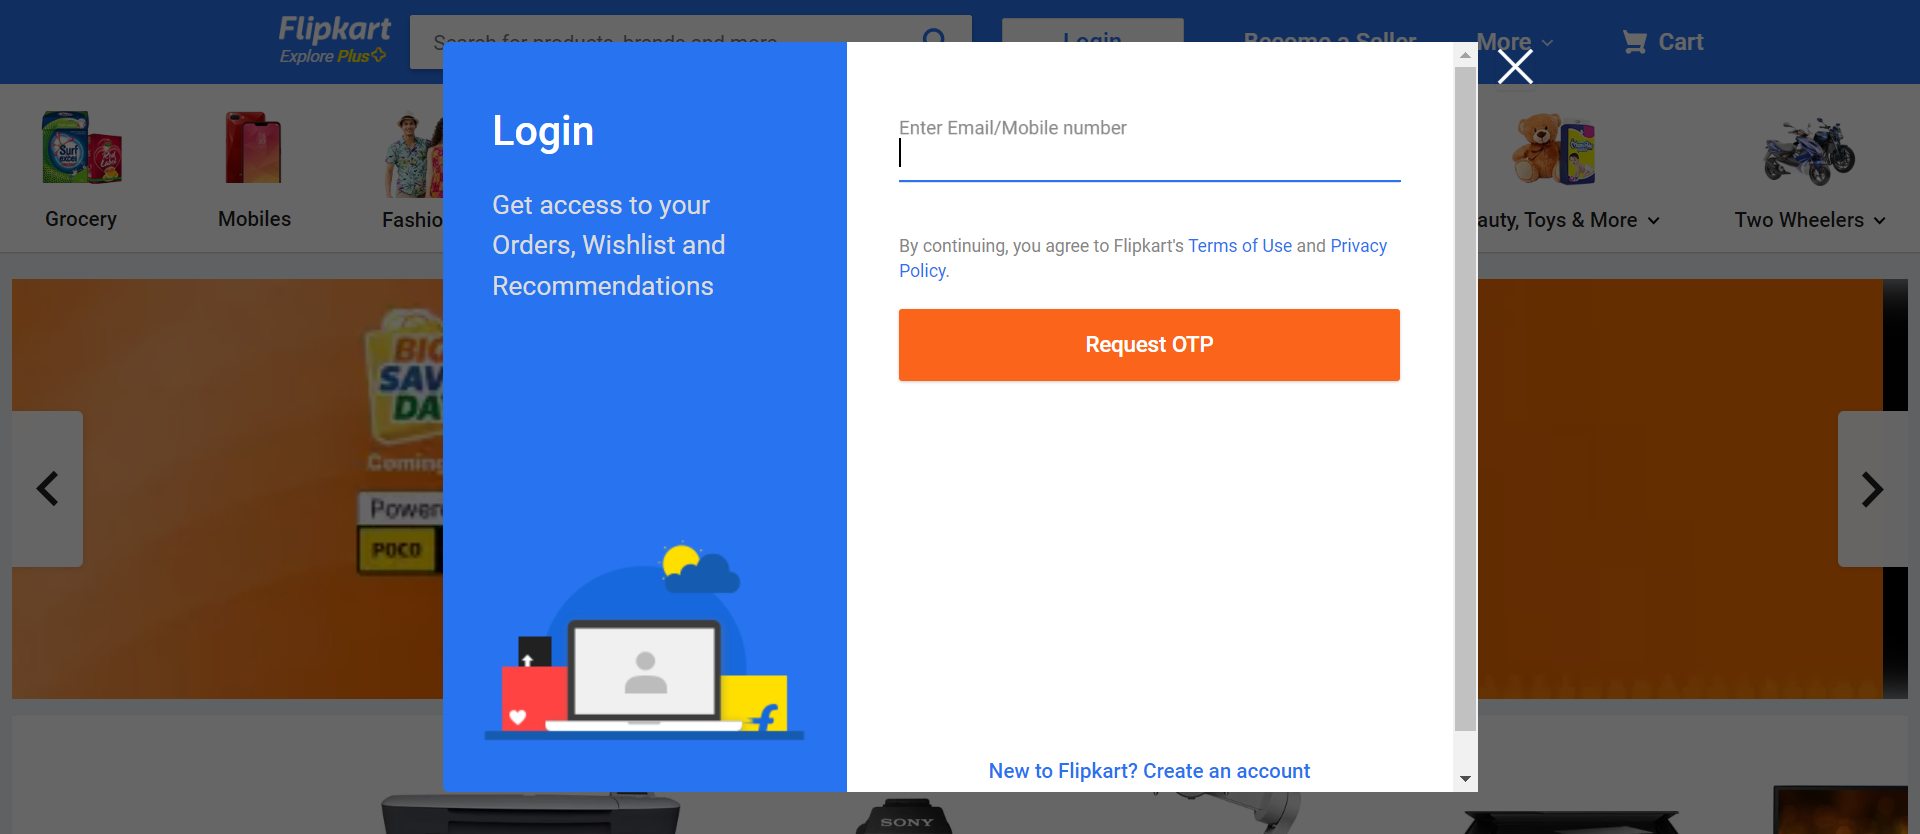 Flipkart
Explore Plus
Search for products, brands and more
Login
Become a Seller
More
Cart
Grocery
Mobiles
Fashio
auty, Toys & More
Two Wheelers
Login
Get access to your
Orders, Wishlist and
Recommendations
Enter Email/Mobile number
By continuing, you agree to Flipkart's Terms of Use and Privacy
Policy.
Request OTP
New to Flipkart? Create an account
Surf
excel
BIG
SAV
DA
Coming
Power
POCO
SONY